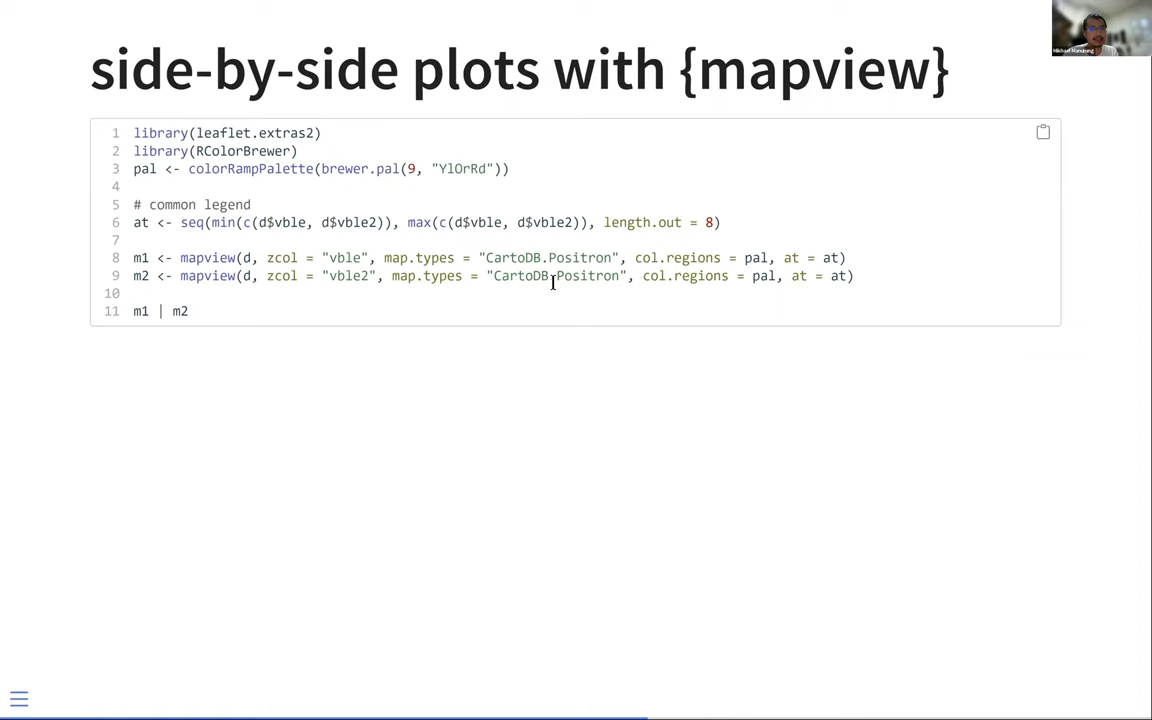 Mikhael Manurung
side-by-side plots with {mapview}
1 library(leaflet.extras2)
2 library(RColorBrewer)
3 pal <- colorRampPalette(brewer.pal(9, "YlOrRd"))
4
5 # common legend
6 at <- seq(min(c(d$vble, d$vble2)), max(c(d$vble, d$vble2)), length.out = 8)
7
8 m1 <- mapview(d, zcol = "vble", map.types = "CartoDB.Positron", col.regions = pal, at = at)
9 m2 <- mapview(d, zcol = "vble2", map.types = "CartoDB.Positron", col.regions = pal, at = at)
10
11 m1 | m2